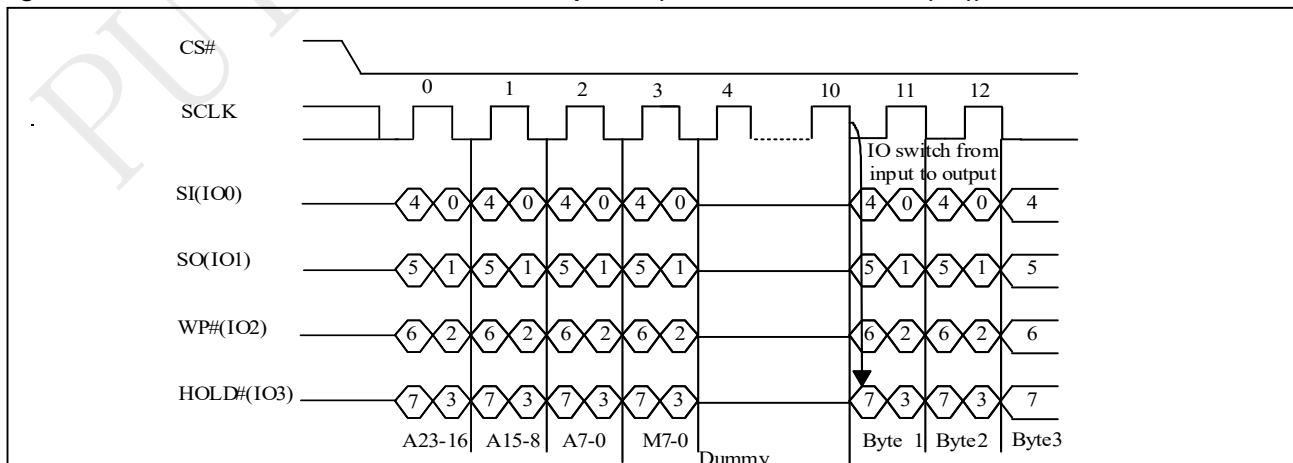 CS#
0 1 2 3 4 10 11 12
SCLK
IO switch from
input to output
SI(IO0) 4 0 4 0 4 0 4 0 4 0 4 0 4
SO(IO1) 5 1 5 1 5 1 5 1 5 1 5 1 5
WP#(IO2) 6 2 6 2 6 2 6 2 6 2 6 2 6
HOLD#(IO3) 7 3 7 3 7 3 7 3 7 3 7 3 7
A23-16 A15-8 A7-0 M7-0 Byte 1 Byte2 Byte3
Dummy
PU